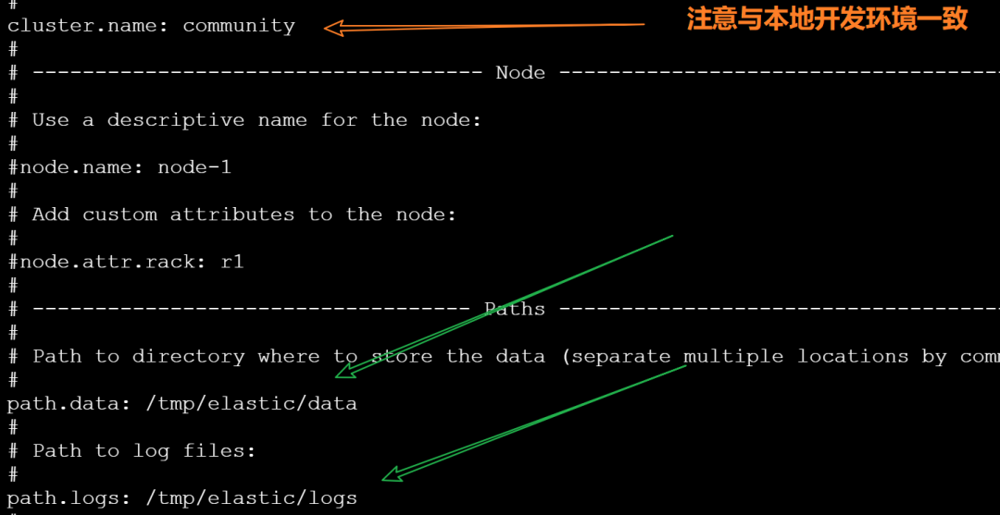 #
cluster.name: community 注意与本地开发环境一致
#
# ------------------------------------ Node ------------------------------------
#
# Use a descriptive name for the node:
#
#node.name: node-1
#
# Add custom attributes to the node:
#
#node.attr.rack: r1
#
# ----------------------------------- Paths ------------------------------------
#
# Path to directory where to store the data (separate multiple locations by com
#
path.data: /tmp/elastic/data
#
# Path to log files:
#
path.logs: /tmp/elastic/logs
#